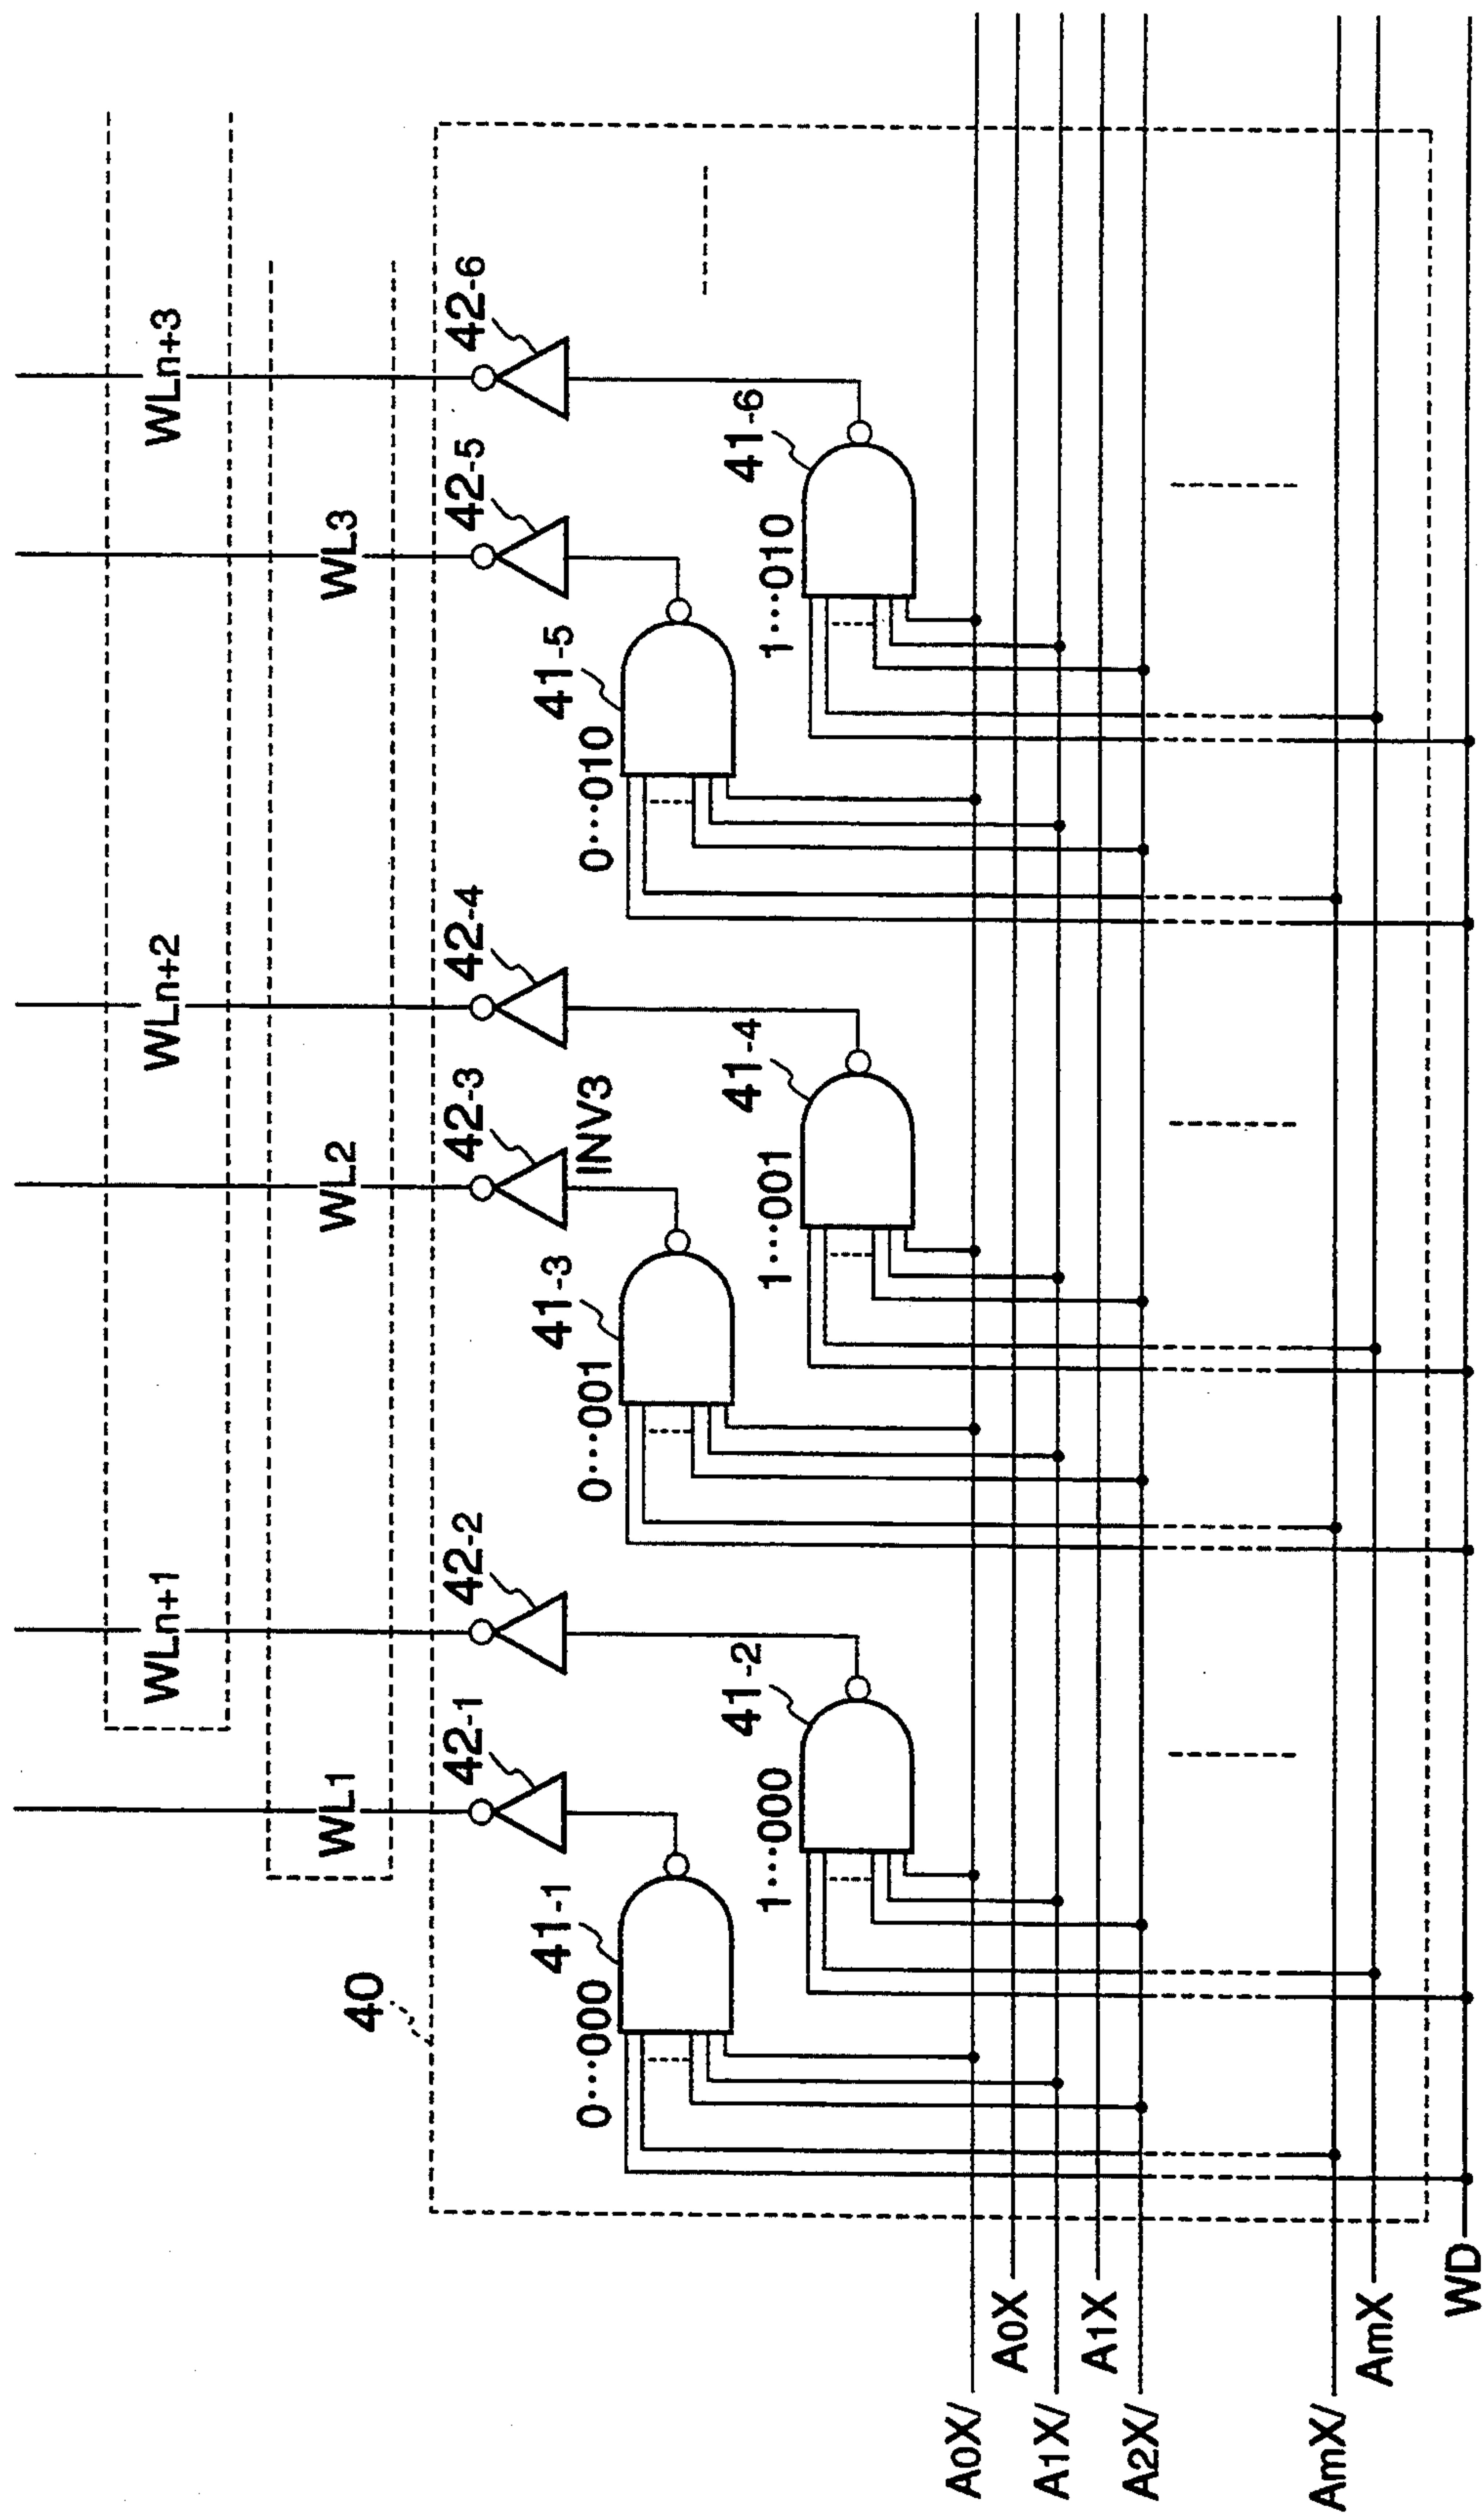 WLn+1
WLn+2
WLn+3
WL1
WL2
WL3
40
42-1
42-2
42-3
42-4
42-5
42-6
INV3
41-1
41-3
41-5
0···000
0···001
0···010
41-2
41-4
41-6
1···000
1···001
1···010
A0X/
A0X
A1X/
A1X
A2X/
AmX/
AmX
WD